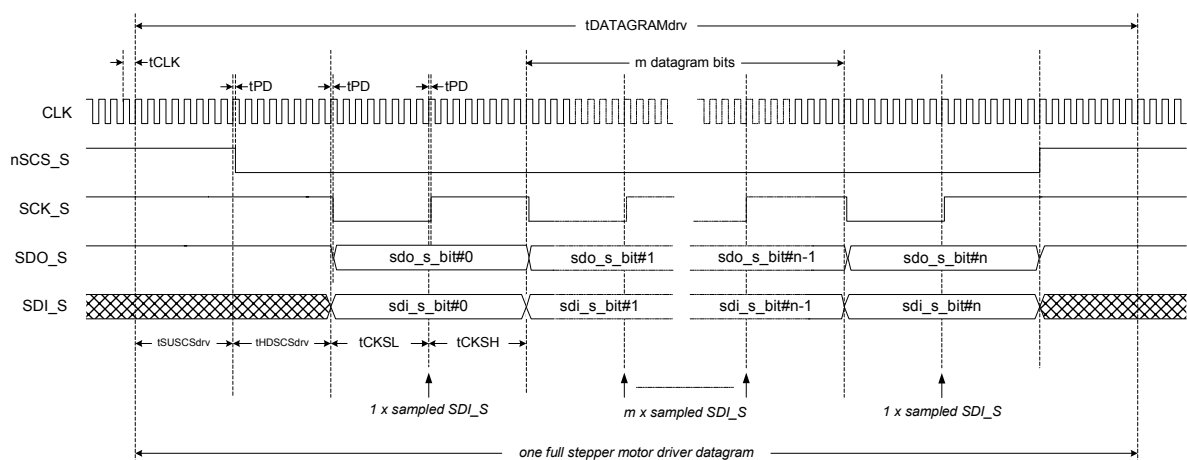 tDATAGRAMdrv
tCLK
m datagram bits
tPD tPD tPD
CLK
nSCS_S
SCK_S
SDO_S sdo_s_bit#0 sdo_s_bit#1 sdo_s_bit#n-1 sdo_s_bit#n
SDI_S sdi_s_bit#0 sdi_s_bit#1 sdi_s_bit#n-1 sdi_s_bit#n
tSUSCSdrv tHDSCSdrv tCKSL tCKSH
1 x sampled SDI_S m x sampled SDI_S 1 x sampled SDI_S
one full stepper motor driver datagram